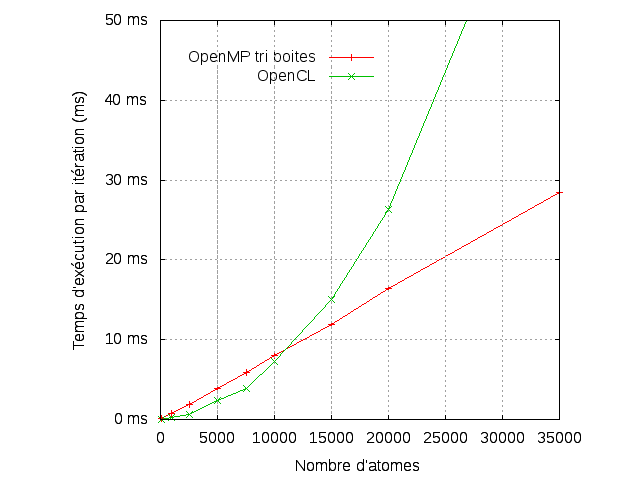 50 ms
40 ms
30 ms
20 ms
10 ms
0 ms
Temps d'exécution par itération (ms)
OpenMP tri boites
OpenCL
0 5000 10000 15000 20000 25000 30000 35000
Nombre d'atomes